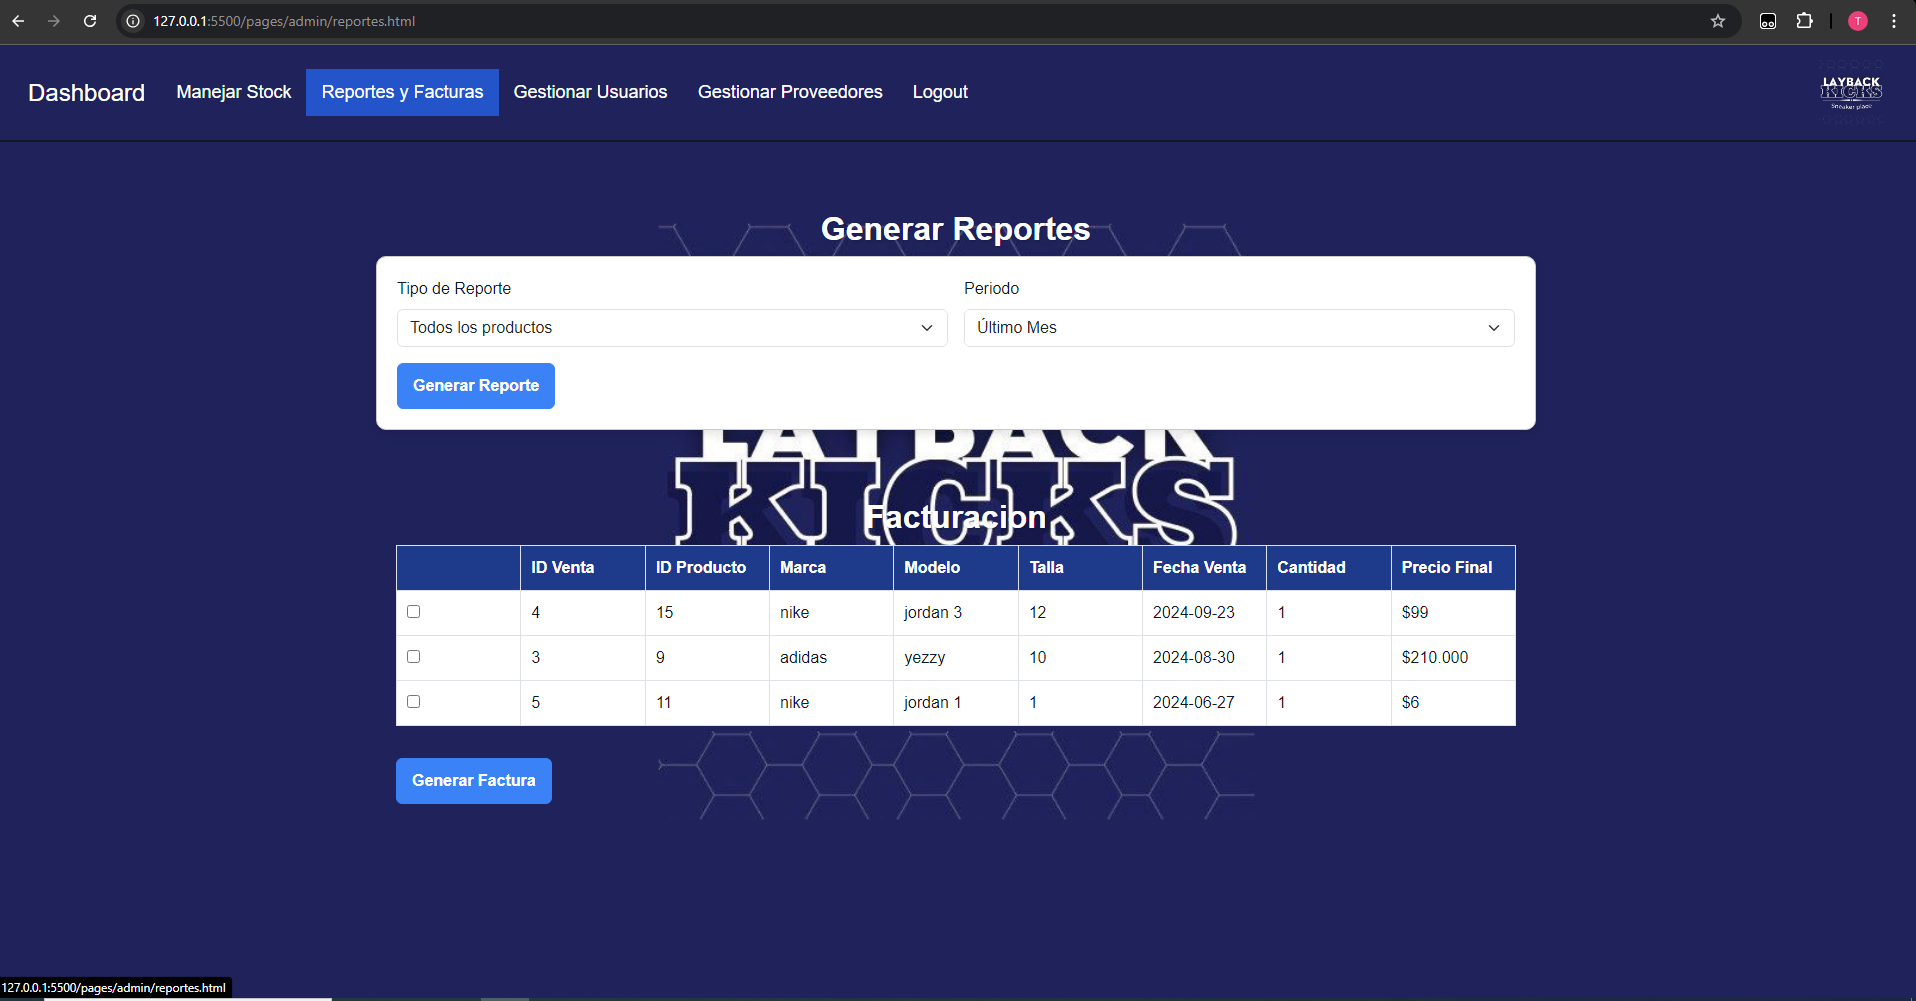 127.0.0.1:5500/pages/admin/reportes.html
T
Dashboard Manejar Stock Reportes y Facturas Gestionar Usuarios Gestionar Proveedores Logout
LAYBACK
KICKS
Sneaker place
Generar Reportes
Tipo de Reporte Periodo
Todos los productos Último Mes
Generar Reporte
LAYBACK
KICKS
Facturacion
ID Venta ID Producto Marca Modelo Talla Fecha Venta Cantidad Precio Final
4 15 nike jordan 3 12 2024-09-23 1 $99
3 9 adidas yezzy 10 2024-08-30 1 $210.000
5 11 nike jordan 1 1 2024-06-27 1 $6
Generar Factura
127.0.0.1:5500/pages/admin/reportes.html